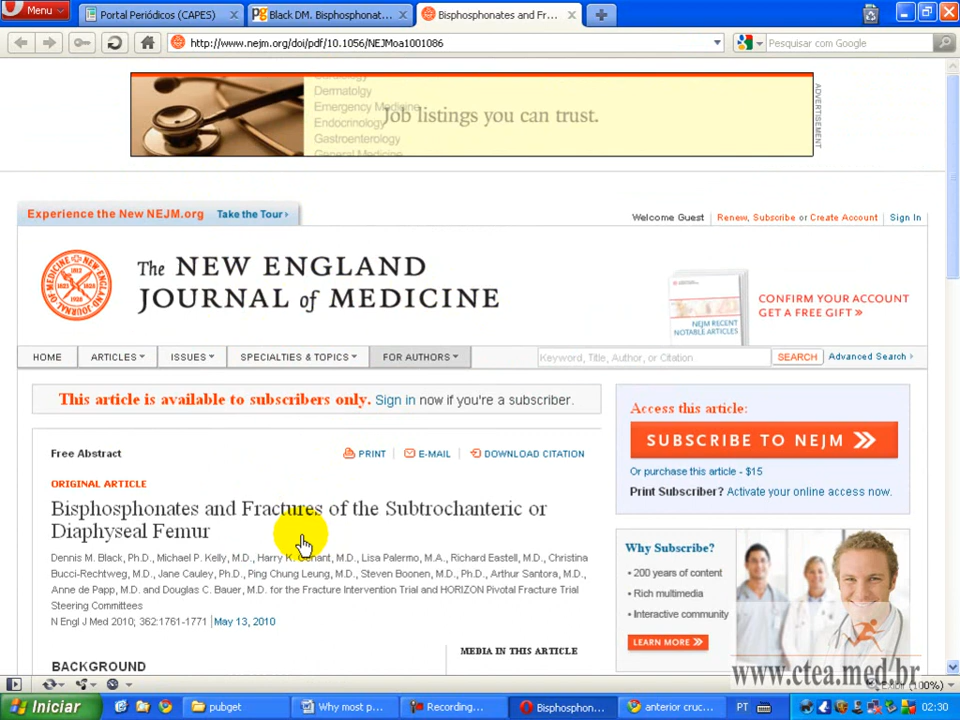 Menu
Portal Periódicos (CAPES)
Black DM. Bisphosphonat...
Bisphosphonates and Fr...
http://www.nejm.org/doi/pdf/10.1056/NEJMoa1001086
Pesquisar com Google
Dermatolgy
Emergency Medicine
Endocrinology
Gastroenterology
General Medicine
Job listings you can trust.
ADVERTISEMENT
Experience the New NEJM.org Take the Tour ›
Welcome Guest | Renew, Subscribe or Create Account | Sign In
The NEW ENGLAND
JOURNAL of MEDICINE
NEJM RECENT
NOTABLE ARTICLES
CONFIRM YOUR ACCOUNT
GET A FREE GIFT »
HOME ARTICLES ISSUES SPECIALTIES & TOPICS FOR AUTHORS Keyword, Title, Author, or Citation SEARCH Advanced Search ›
This article is available to subscribers only. Sign in now if you're a subscriber.
Free Abstract PRINT E-MAIL DOWNLOAD CITATION
ORIGINAL ARTICLE
Bisphosphonates and Fractures of the Subtrochanteric or
Diaphyseal Femur
Dennis M. Black, Ph.D., Michael P. Kelly, M.D., Harry K. Genant, M.D., Lisa Palermo, M.A., Richard Eastell, M.D., Christina
Bucci-Rechtweg, M.D., Jane Cauley, Ph.D., Ping Chung Leung, M.D., Steven Boonen, M.D., Ph.D., Arthur Santora, M.D.,
Anne de Papp, M.D. and Douglas C. Bauer, M.D. for the Fracture Intervention Trial and HORIZON Pivotal Fracture Trial
Steering Committees
N Engl J Med 2010; 362:1761-1771 | May 13, 2010
BACKGROUND
MEDIA IN THIS ARTICLE
Access this article:
SUBSCRIBE TO NEJM »
Or purchase this article - $15
Print Subscriber? Activate your online access now.
Why Subscribe?
• 200 years of content
• Rich multimedia
• Interactive community
LEARN MORE »
www.ctea.med.br
Exibir (100%)
Iniciar
pubget
Why most p...
Recording...
Bisphosphon...
anterior cruc...
PT
02:30